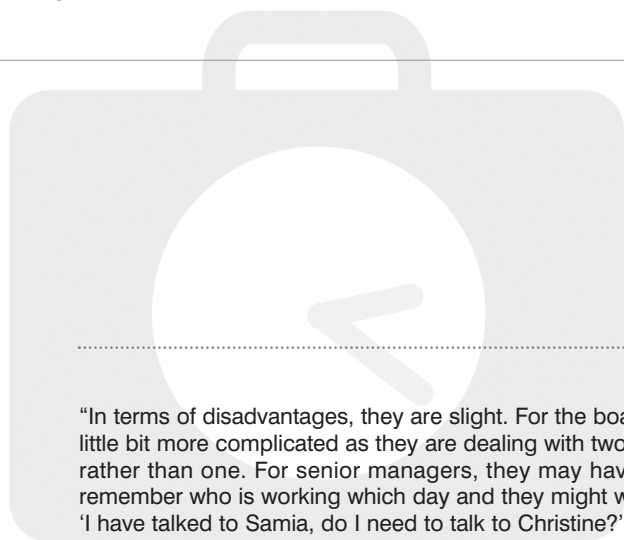 “In terms of disadvantages, they are slight. For the boa
little bit more complicated as they are dealing with two
rather than one. For senior managers, they may hav
remember who is working which day and they might w
‘I have talked to Samia, do I need to talk to Christine?’